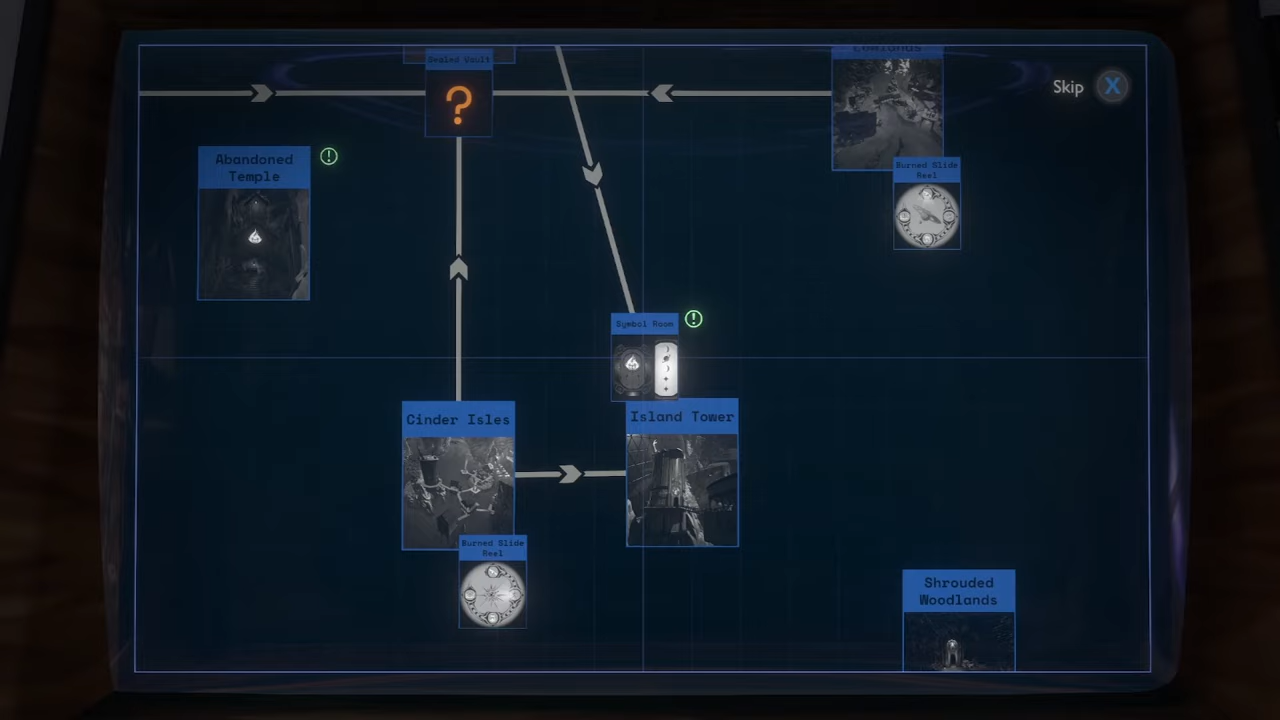 Lowlands
Sealed Vault
?
Skip X
Abandoned
Temple
Burned Slide
Reel
Symbol Room
Cinder Isles
Island Tower
Burned Slide
Reel
Shrouded
Woodlands